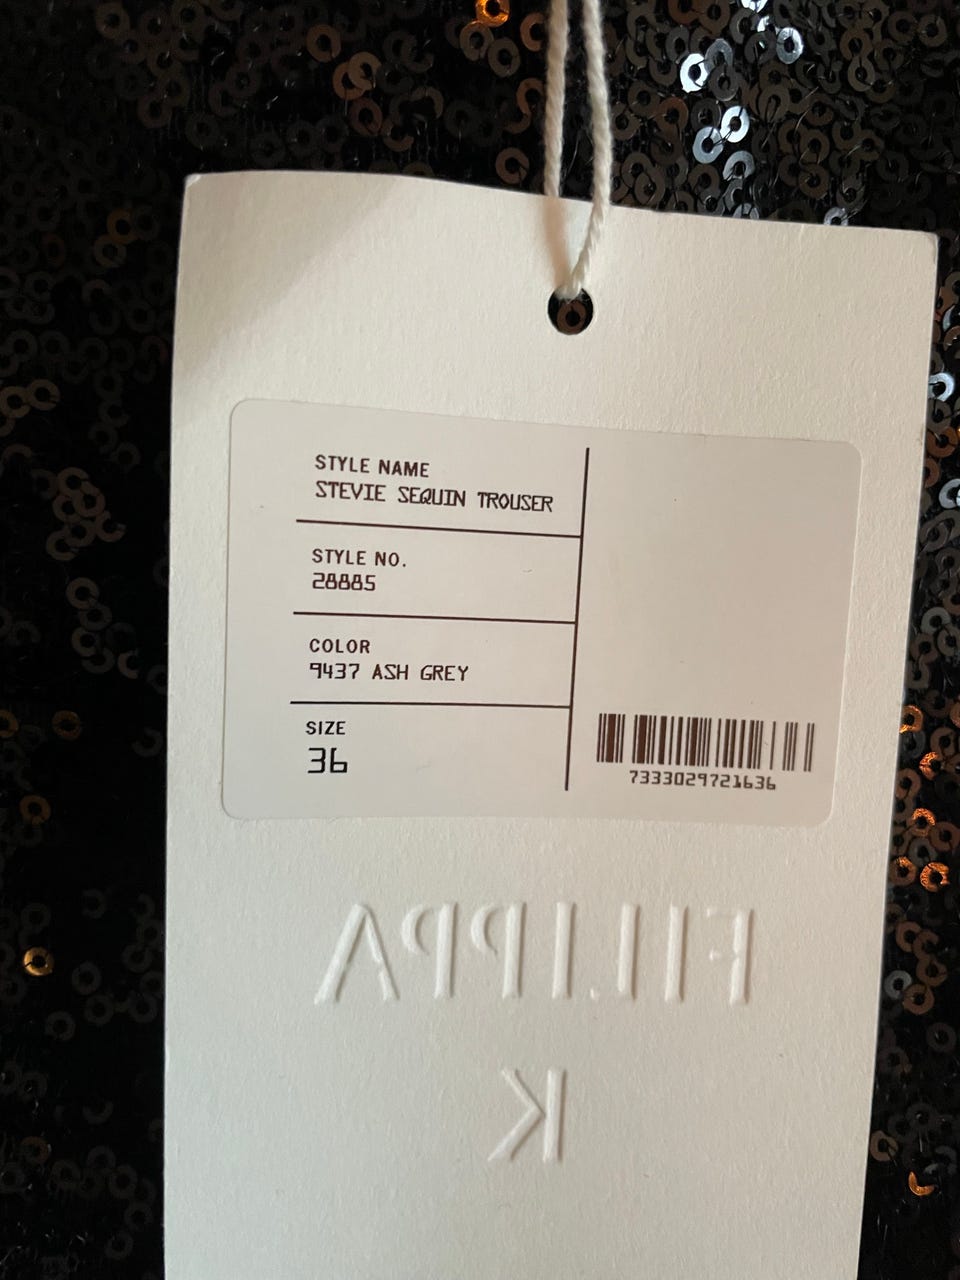 STYLE NAME
STEVIE SEQUIN TROUSER
STYLE NO.
28885
COLOR
9437 ASH GREY
SIZE
36
7333029721636
FILIPPA
K